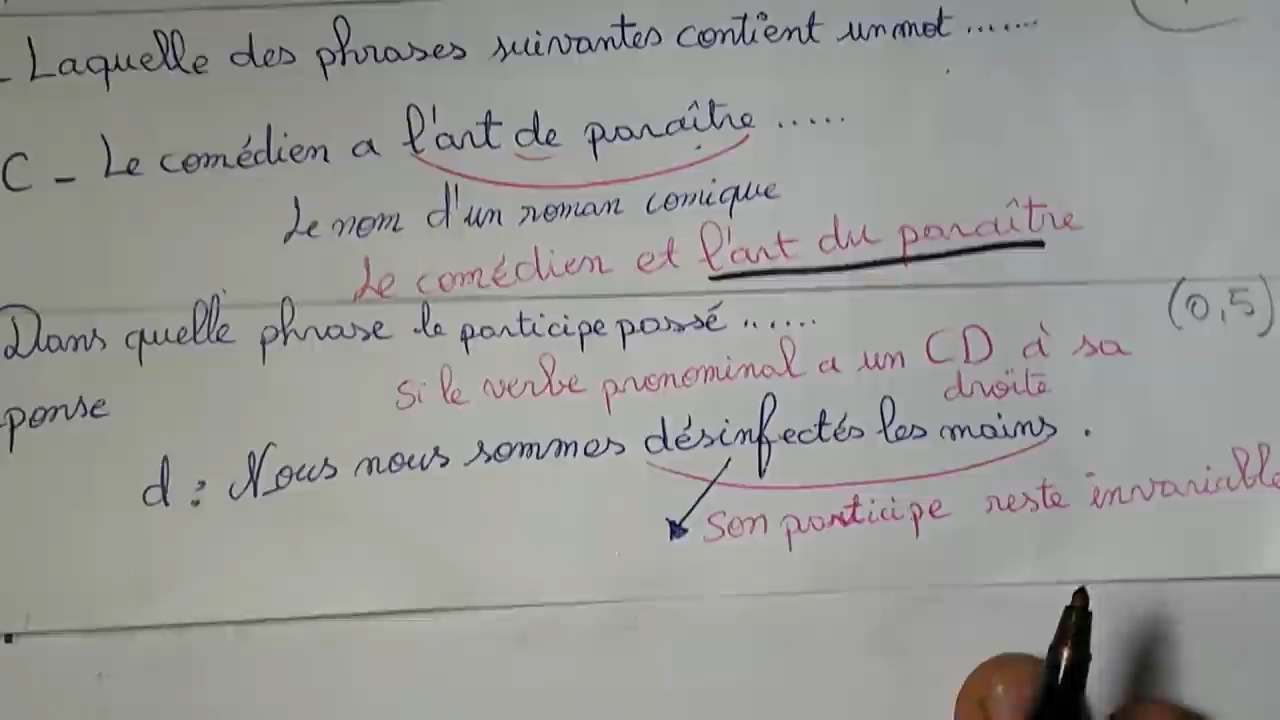 - Laquelle des phrases suivantes contient un mot .......
C - Le comédien a l'art de paraître .....
Le nom d'un roman comique
Le comédien et l'art du paraître
Dans quelle phrase le participe passé ...... (0,5)
si le verbe pronominal a un CD à sa
droite
ponse
d : Nous nous sommes désinfectés les mains .
Son participe reste invariable